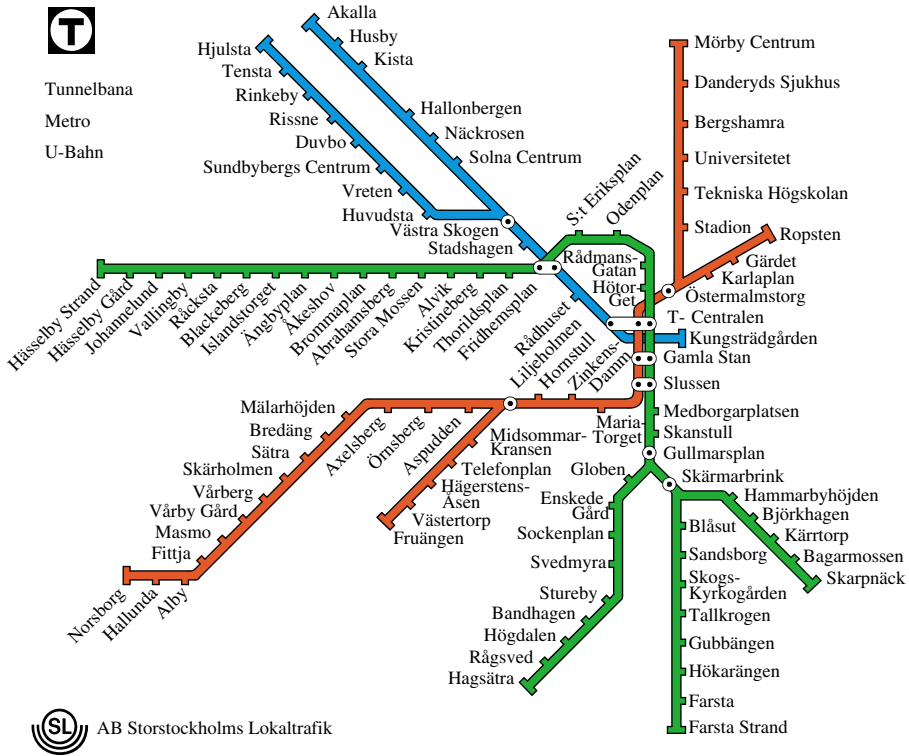 T
Tunnelbana
Metro
U-Bahn
Akalla
Husby
Kista
Hallonbergen
Näckrosen
Solna Centrum
Hjulsta
Tensta
Rinkeby
Rissne
Duvbo
Sundbybergs Centrum
Vreten
Huvudsta
Västra Skogen
Stadshagen
Mörby Centrum
Danderyds Sjukhus
Bergshamra
Universitetet
Tekniska Högskolan
Stadion
Ropsten
Gärdet
Karlaplan
Östermalmstorg
S:t Eriksplan
Odenplan
Rådmans-
Gatan
Hötor-
Get
T- Centralen
Kungsträdgården
Gamla Stan
Slussen
Medborgarplatsen
Skanstull
Gullmarsplan
Skärmarbrink
Hässelby Strand
Hässelby Gård
Johannelund
Vallingby
Råcksta
Blackeberg
Islandstorget
Ängbyplan
Åkeshov
Brommaplan
Abrahamsberg
Stora Mossen
Alvik
Kristineberg
Thorildsplan
Fridhemsplan
Rådhuset
Liljeholmen
Hornstull
Zinkens-
Damm
Maria-
Torget
Mälarhöjden
Bredäng
Sätra
Skärholmen
Vårberg
Vårby Gård
Masmo
Fittja
Norsborg
Hallunda
Alby
Axelsberg
Örnsberg
Aspudden
Midsommar-
Kransen
Telefonplan
Hägerstens-
Åsen
Västertorp
Fruängen
Globen
Enskede
Gård
Sockenplan
Svedmyra
Stureby
Bandhagen
Högdalen
Rågsved
Hagsätra
Hammarbyhöjden
Björkhagen
Kärrtorp
Bagarmossen
Skarpnäck
Blåsut
Sandsborg
Skogs-
Kyrkogården
Tallkrogen
Gubbängen
Hökarängen
Farsta
Farsta Strand
SL
AB Storstockholms Lokaltrafik